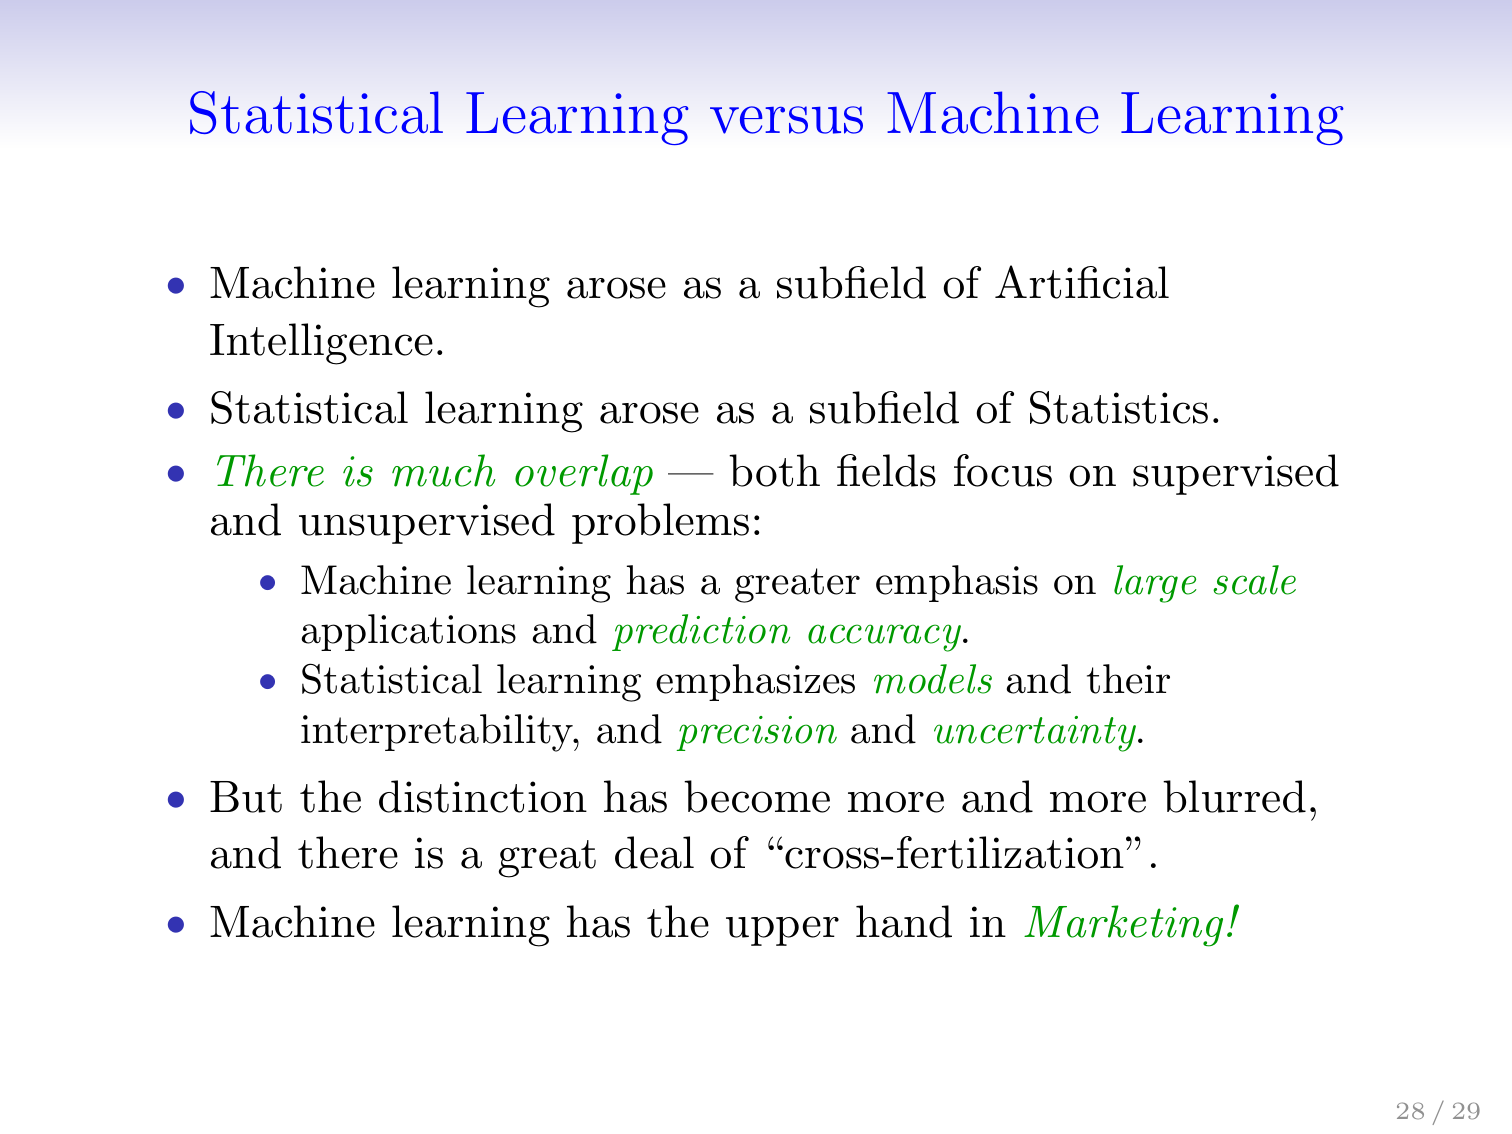 Statistical Learning versus Machine Learning
• Machine learning arose as a subfield of Artificial
Intelligence.
• Statistical learning arose as a subfield of Statistics.
• There is much overlap — both fields focus on supervised
and unsupervised problems:
• Machine learning has a greater emphasis on large scale
applications and prediction accuracy.
• Statistical learning emphasizes models and their
interpretability, and precision and uncertainty.
• But the distinction has become more and more blurred,
and there is a great deal of “cross-fertilization”.
• Machine learning has the upper hand in Marketing!
28 / 29